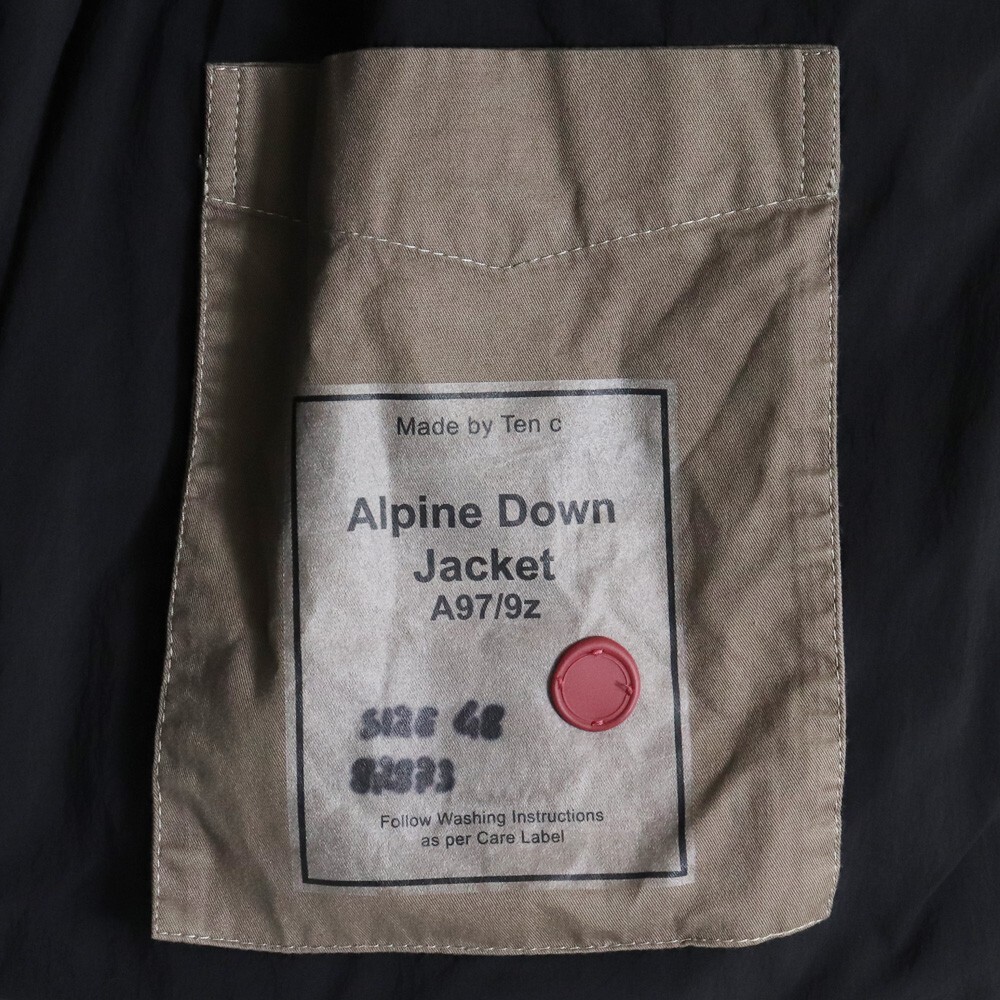 Made by Ten c
Alpine Down
Jacket
A97/9z
SIZE 48
Follow Washing Instructions
as per Care Label